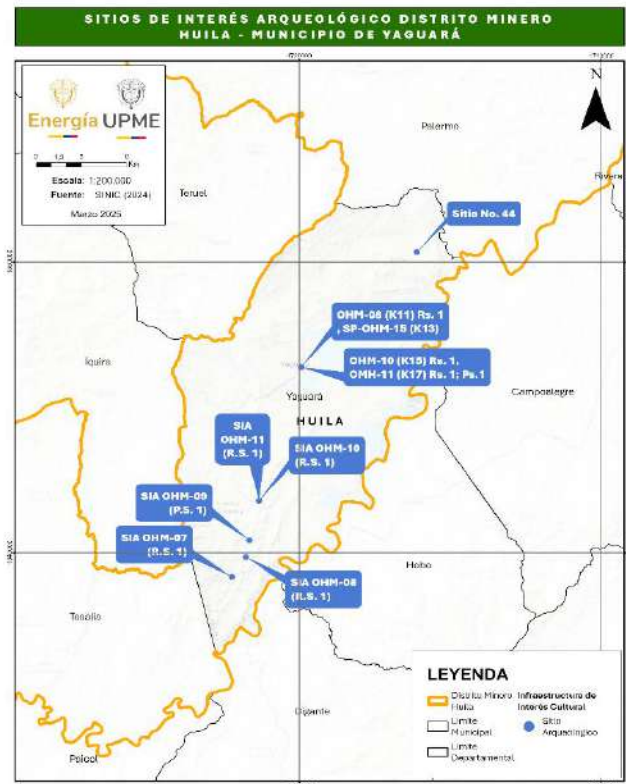 SITIOS DE INTERÉS ARQUEOLÓGICO DISTRITO MINERO
HUILA - MUNICIPIO DE YAGUARÁ
Energía UPME
Km
Escala: 1:200.000
Fuente: SINIC (2024)
Marzo 2025
N
Palermo
Rivera
Teruel
Sitio No. 44
OHM-08 (K11) Rs. 1
, SP-OHM-15 (K13)
OHM-10 (K15) Rs. 1,
OMH-11 (K17) Rs. 1; Ps.1
Íquira
Yaguará
Campoalegre
HUILA
SIA
OHM-11
(R.S. 1)
SIA OHM-10
(R.S. 1)
SIA OHM-09
(P.S. 1)
SIA OHM-07
(R.S. 1)
SIA OHM-08
(R.S. 1)
Hobo
Tesalia
Gigante
Paicol
LEYENDA
Distrito Minero
Huila
Límite
Municipal
Límite
Departamental
Infraestructura de
Interés Cultural
Sitio
Arqueológico